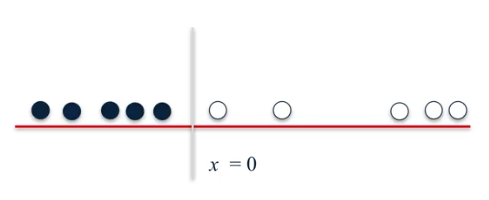 x = 0